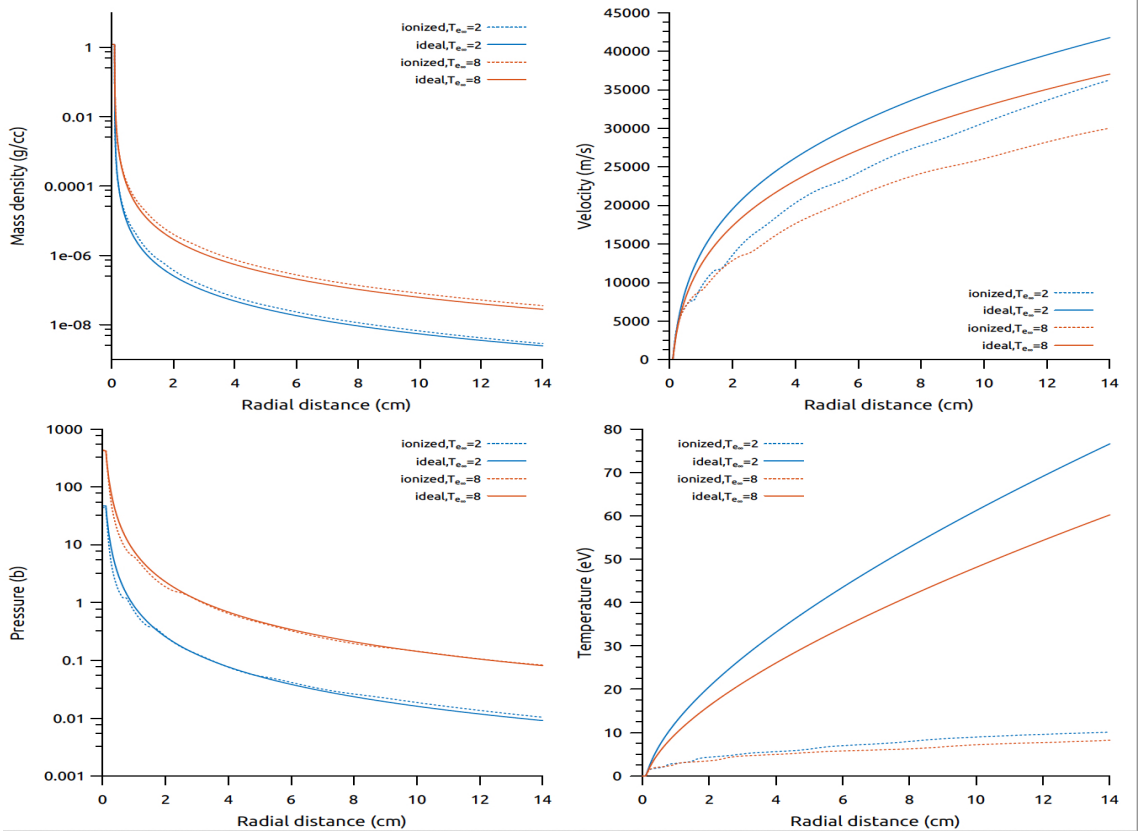 ionized,Te∞=2
ideal,Te∞=2
ionized,Te∞=8
ideal,Te∞=8
1
0.01
0.0001
1e-06
1e-08
Mass density (g/cc)
0 2 4 6 8 10 12 14
Radial distance (cm)
45000
40000
35000
30000
25000
20000
15000
10000
5000
0
Velocity (m/s)
ionized,Te∞=2
ideal,Te∞=2
ionized,Te∞=8
ideal,Te∞=8
0 2 4 6 8 10 12 14
Radial distance (cm)
1000
100
10
1
0.1
0.01
0.001
Pressure (b)
ionized,Te∞=2
ideal,Te∞=2
ionized,Te∞=8
ideal,Te∞=8
0 2 4 6 8 10 12 14
Radial distance (cm)
80
70
60
50
40
30
20
10
0
Temperature (eV)
ionized,Te∞=2
ideal,Te∞=2
ionized,Te∞=8
ideal,Te∞=8
0 2 4 6 8 10 12 14
Radial distance (cm)